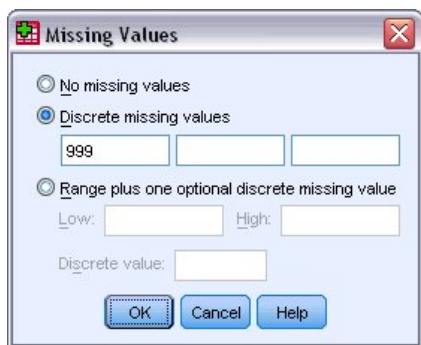 Missing Values
No missing values
Discrete missing values
999
Range plus one optional discrete missing value
Low: High:
Discrete value:
OK Cancel Help